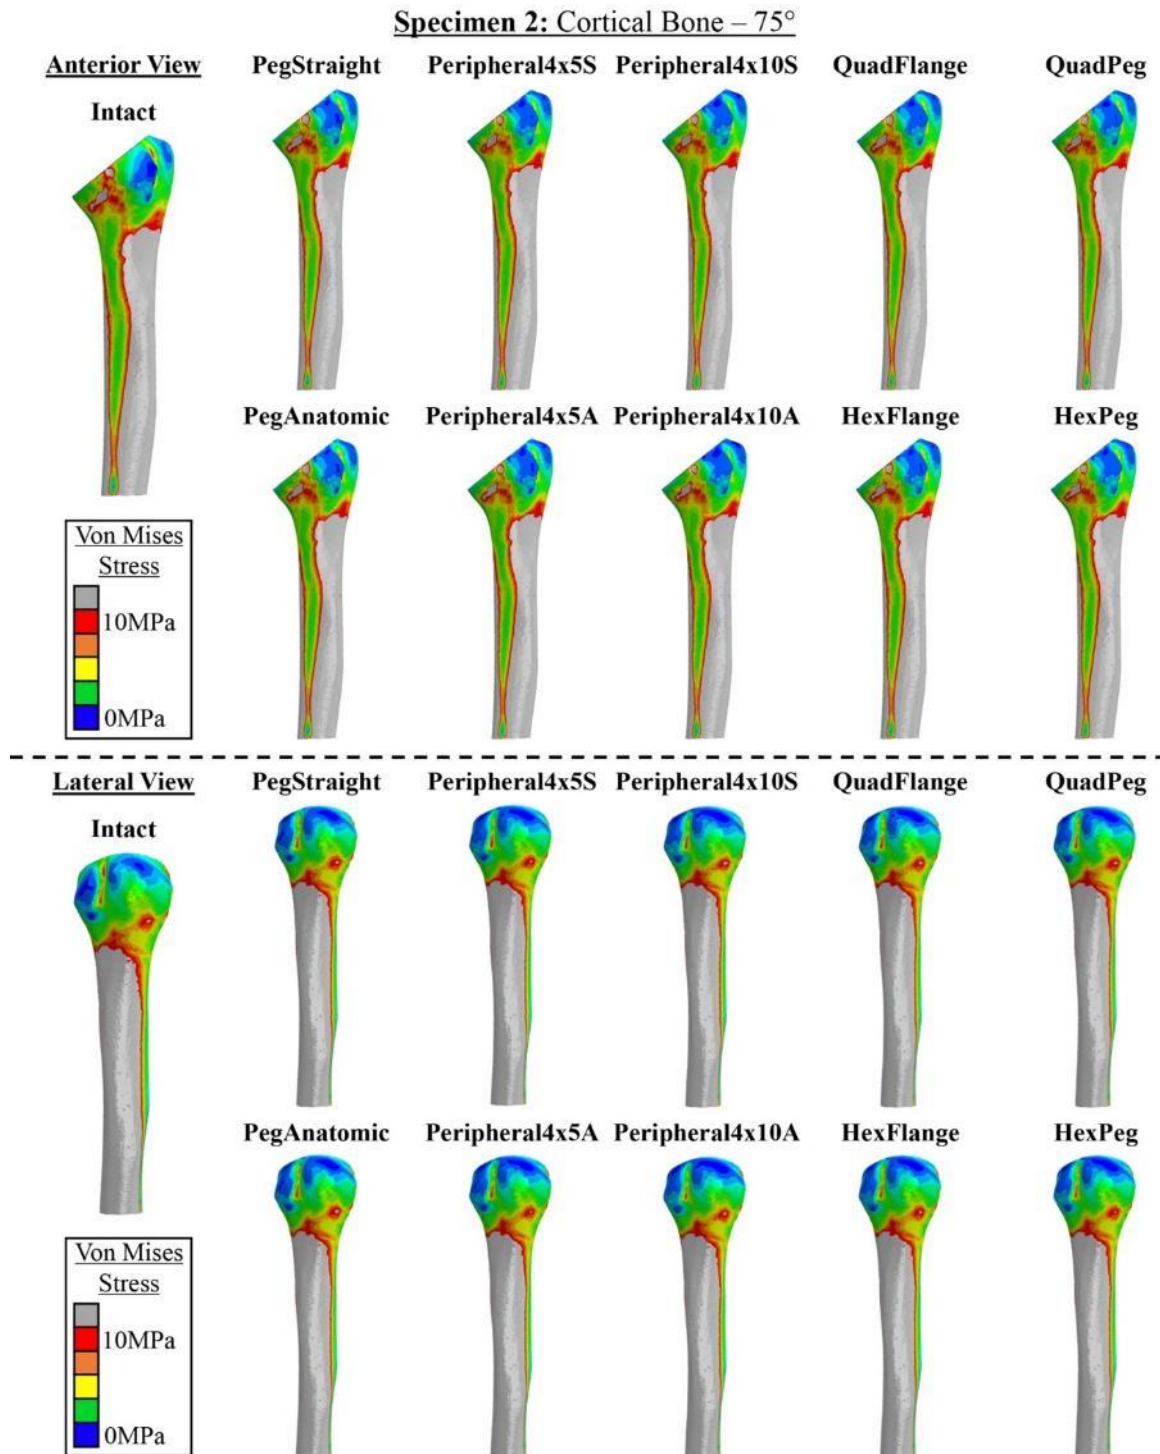 Specimen 2: Cortical Bone – 75°
Anterior View
PegStraight
Peripheral4x5S
Peripheral4x10S
QuadFlange
QuadPeg
Intact
PegAnatomic
Peripheral4x5A
Peripheral4x10A
HexFlange
HexPeg
Von Mises
Stress
10MPa
0MPa
Lateral View
PegStraight
Peripheral4x5S
Peripheral4x10S
QuadFlange
QuadPeg
Intact
PegAnatomic
Peripheral4x5A
Peripheral4x10A
HexFlange
HexPeg
Von Mises
Stress
10MPa
0MPa